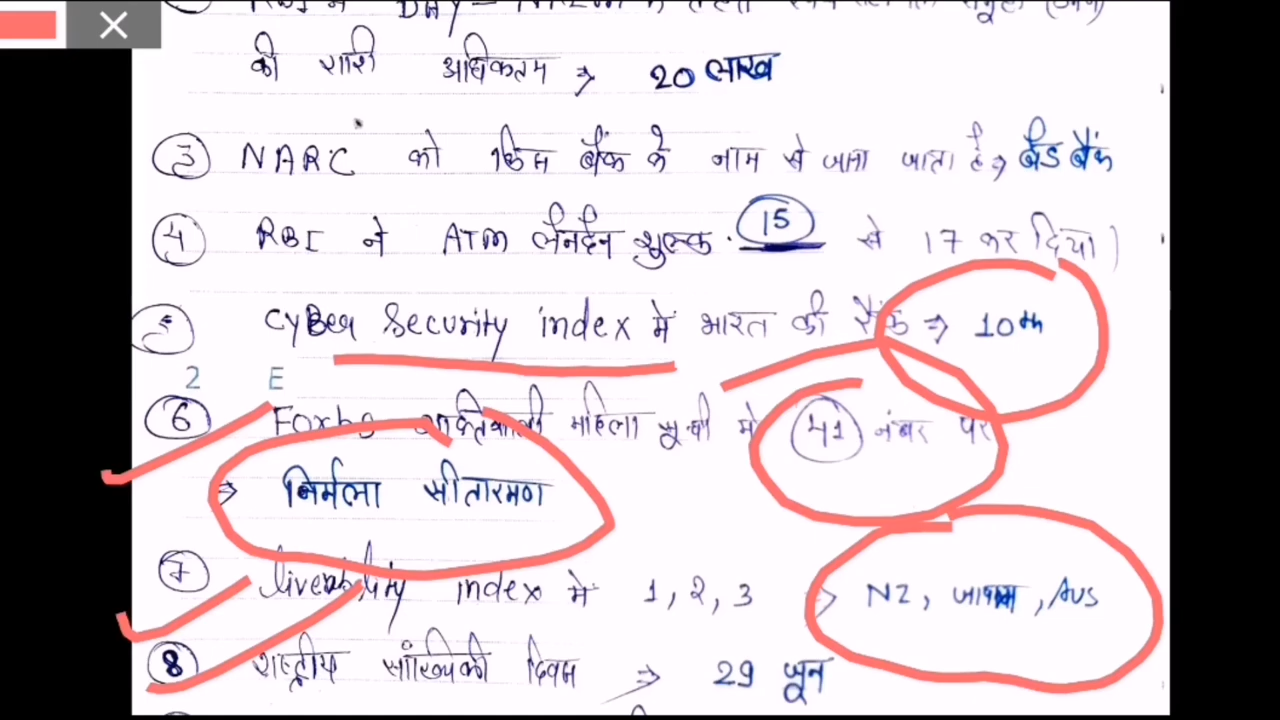 की राशी अधिकतम ⇒ 20 लाख
③ NARC को किस बैंक के नाम से जाना जाता है ⇒ बैड बैंक
④ RBI ने ATM लेनदेन शुल्क. 15 से 17 कर दिया।
⑤ Cyber Security index मे भारत की रैंक ⇒ 10th
2 E
⑥ Forbs शक्तिशाली महिला सूची मे 41 नंबर पर
⇒ निर्मला सीतारमण
⑦ liveability index मे 1, 2, 3 ⇒ NZ, जापान, Aus
⑧ राष्ट्रीय सांख्यिकी दिवस ⇒ 29 जून